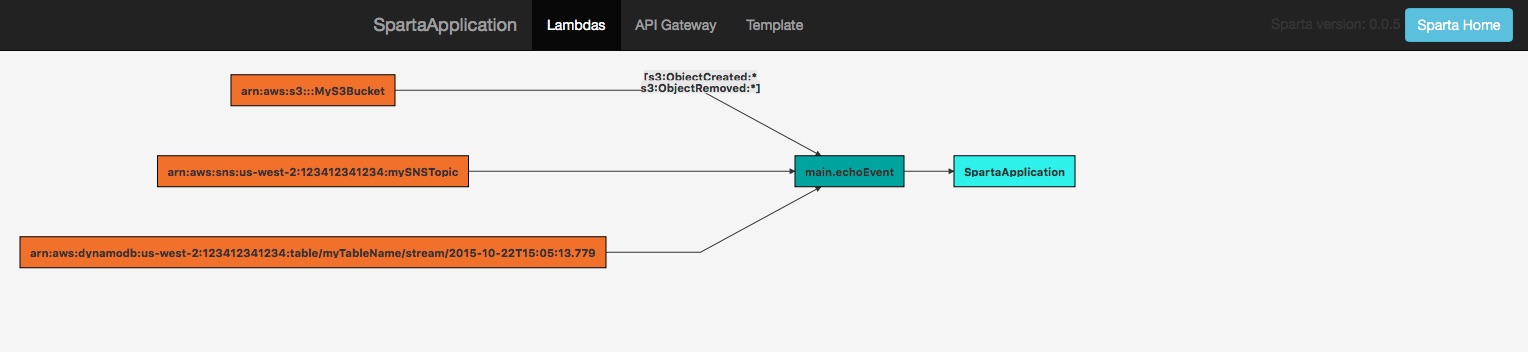 SpartaApplication Lambdas API Gateway Template Sparta version: 0.0.5 Sparta Home
[s3:ObjectCreated:*
s3:ObjectRemoved:*]
arn:aws:s3:::MyS3Bucket
arn:aws:sns:us-west-2:123412341234:mySNSTopic
main.echoEvent
SpartaApplication
arn:aws:dynamodb:us-west-2:123412341234:table/myTableName/stream/2015-10-22T15:05:13.779